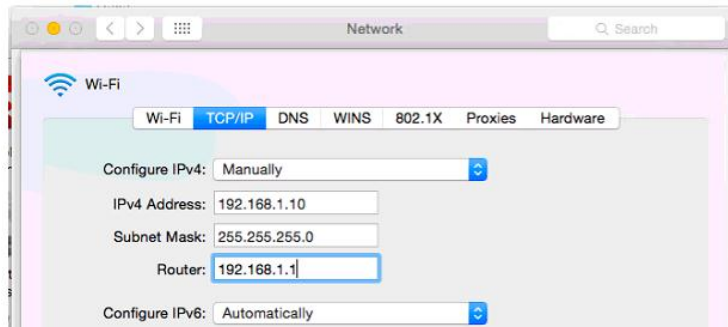 Network
Search
Wi-Fi
Wi-Fi TCP/IP DNS WINS 802.1X Proxies Hardware
Configure IPv4: Manually
IPv4 Address: 192.168.1.10
Subnet Mask: 255.255.255.0
Router: 192.168.1.1
Configure IPv6: Automatically